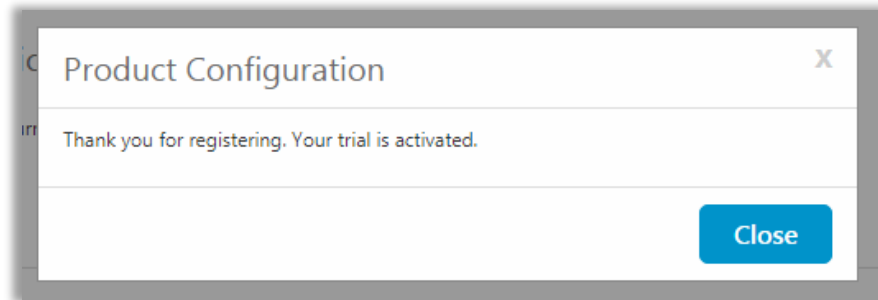 Product Configuration
X
Thank you for registering. Your trial is activated.
Close